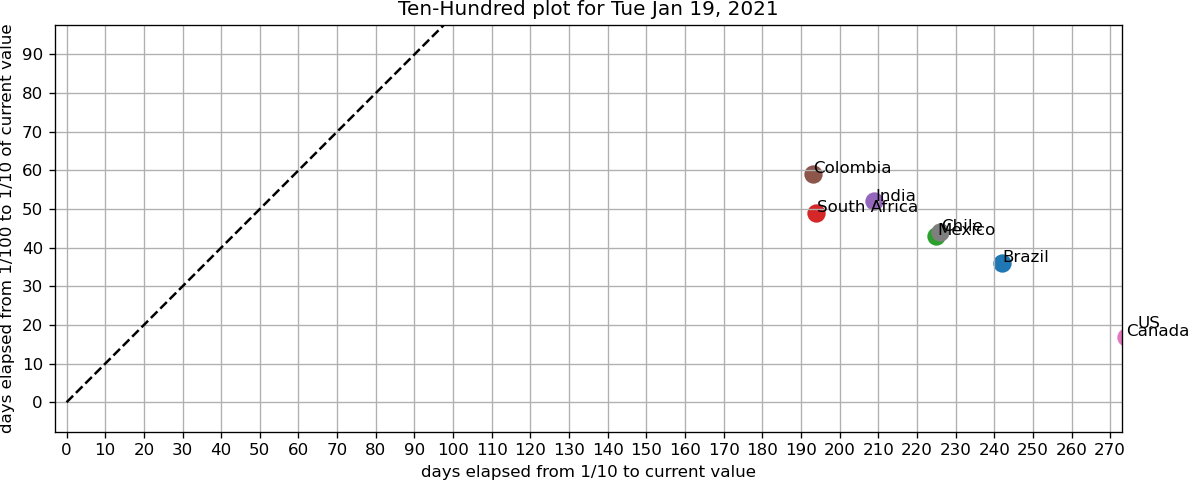 Ten-Hundred plot for Tue Jan 19, 2021
days elapsed from 1/100 to 1/10 of current value
90
80
70
60
50
40
30
20
10
0
Colombia
India
South Africa
Chile
Mexico
Brazil
US
Canada
0 10 20 30 40 50 60 70 80 90 100 110 120 130 140 150 160 170 180 190 200 210 220 230 240 250 260 270
days elapsed from 1/10 to current value